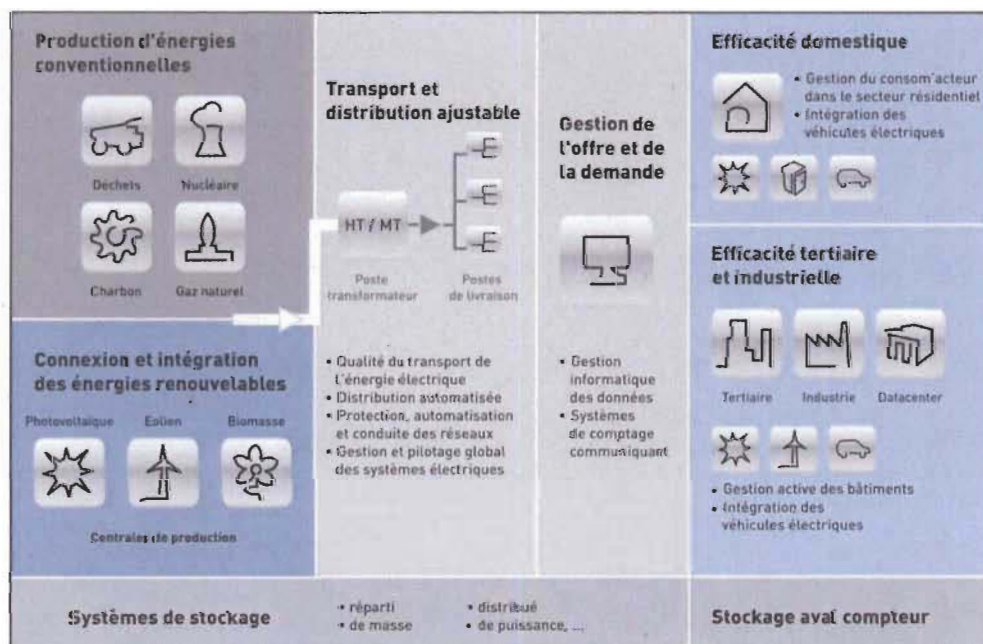 Production d'énergies
conventionnelles
Déchets
Nucléaire
Charbon
Gaz naturel
Connexion et intégration
des énergies renouvelables
Photovoltaïque
Eolien
Biomasse
Centrales de production
Transport et
distribution ajustable
HT / MT
Poste
transformateur
Postes
de livraison
• Qualité du transport de
l'énergie électrique
• Distribution automatisée
• Protection, automatisation
et conduite des réseaux
• Gestion et pilotage global
des systèmes électriques
Gestion de
l'offre et de
la demande
• Gestion
informatique
des données
• Systèmes
de comptage
communiquant
Efficacité domestique
• Gestion du consom'acteur
dans le secteur résidentiel
• Intégration des
véhicules électriques
Efficacité tertiaire
et industrielle
Tertiaire
Industrie
Datacenter
• Gestion active des bâtiments
• Intégration des
véhicules électriques
Systèmes de stockage
• réparti
• de masse
• distribué
• de puissance, ...
Stockage aval compteur